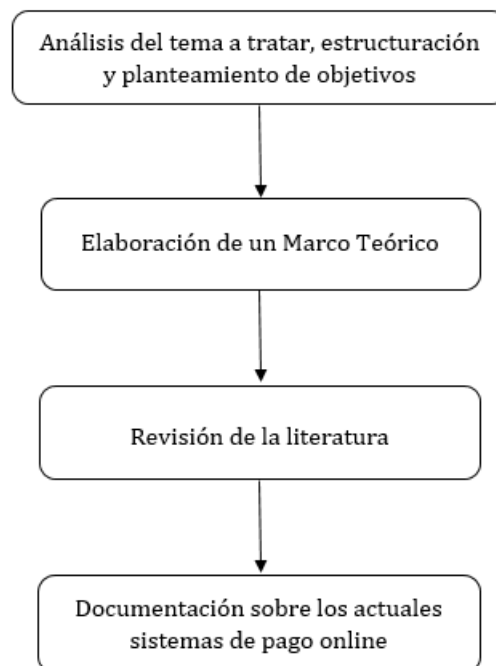 Análisis del tema a tratar, estructuración
y planteamiento de objetivos
Elaboración de un Marco Teórico
Revisión de la literatura
Documentación sobre los actuales
sistemas de pago online